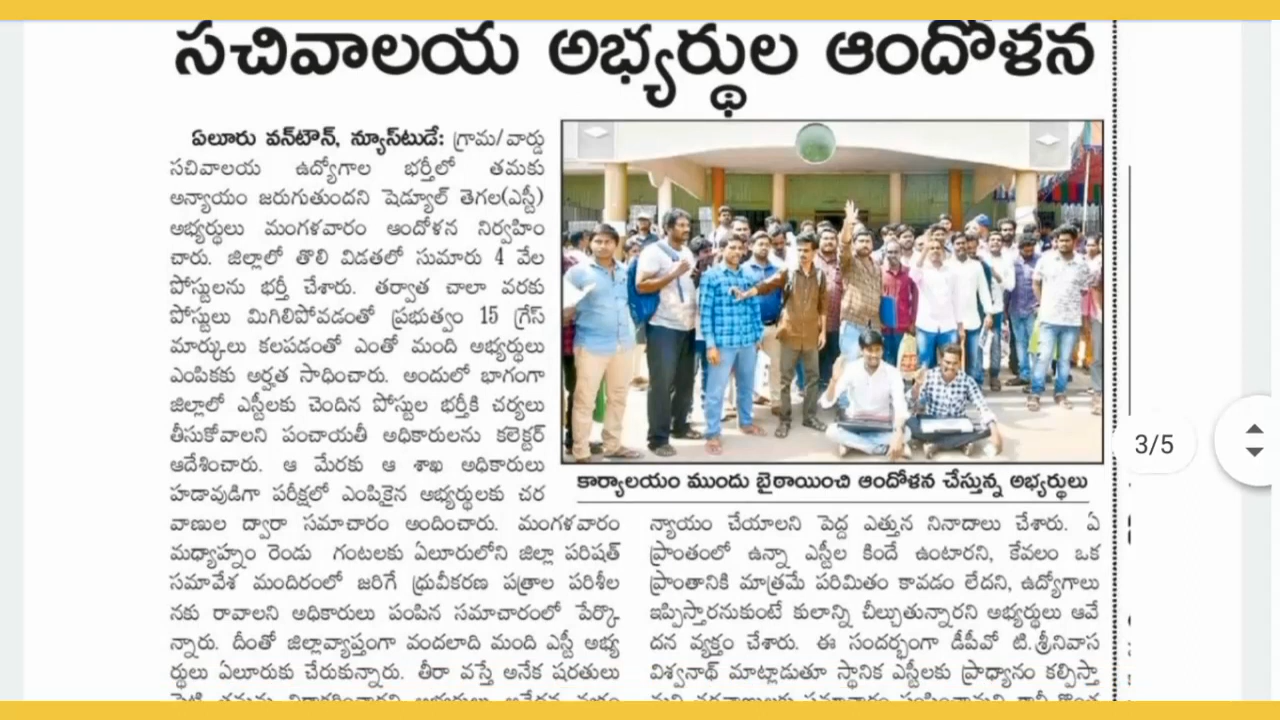 సచివాలయ అభ్యర్థుల ఆందోళన
ఏలూరు వన్‌టౌన్, న్యూస్‌టుడే: గ్రామ/వార్డు
సచివాలయ ఉద్యోగాల భర్తీలో తమకు
అన్యాయం జరుగుతుందని షెడ్యూల్ తెగల(ఎస్టీ)
అభ్యర్థులు మంగళవారం ఆందోళన నిర్వహిం
చారు. జిల్లాలో తొలి విడతలో సుమారు 4 వేల
పోస్టులను భర్తీ చేశారు. తర్వాత చాలా వరకు
పోస్టులు మిగిలిపోవడంతో ప్రభుత్వం 15 గ్రేస్
మార్కులు కలపడంతో ఎంతో మంది అభ్యర్థులు
ఎంపికకు అర్హత సాధించారు. అందులో భాగంగా
జిల్లాలో ఎస్టీలకు చెందిన పోస్టుల భర్తీకి చర్యలు
తీసుకోవాలని పంచాయతీ అధికారులను కలెక్టర్
ఆదేశించారు. ఆ మేరకు ఆ శాఖ అధికారులు
హడావుడిగా పరీక్షలో ఎంపికైన అభ్యర్థులకు చర
వాణుల ద్వారా సమాచారం అందించారు. మంగళవారం
మధ్యాహ్నం రెండు గంటలకు ఏలూరులోని జిల్లా పరిషత్
సమావేశ మందిరంలో జరిగే ధ్రువీకరణ పత్రాల పరిశీల
నకు రావాలని అధికారులు పంపిన సమాచారంలో పేర్కొ
న్నారు. దీంతో జిల్లావ్యాప్తంగా వందలాది మంది ఎస్టీ అభ్య
ర్థులు ఏలూరుకు చేరుకున్నారు. తీరా వస్తే అనేక షరతులు
కార్యాలయం ముందు బైఠాయించి ఆందోళన చేస్తున్న అభ్యర్థులు
న్యాయం చేయాలని పెద్ద ఎత్తున నినాదాలు చేశారు. ఏ
ప్రాంతంలో ఉన్నా ఎస్టీల కిందే ఉంటారని, కేవలం ఒక
ప్రాంతానికి మాత్రమే పరిమితం కావడం లేదని, ఉద్యోగాలు
ఇప్పిస్తారనుకుంటే కులాన్ని చీల్చుతున్నారని అభ్యర్థులు ఆవే
దన వ్యక్తం చేశారు. ఈ సందర్భంగా డీపీవో టి.శ్రీనివాస
విశ్వనాథ్ మాట్లాడుతూ స్థానిక ఎస్టీలకు ప్రాధ్యానం కల్పిస్తా
3/5